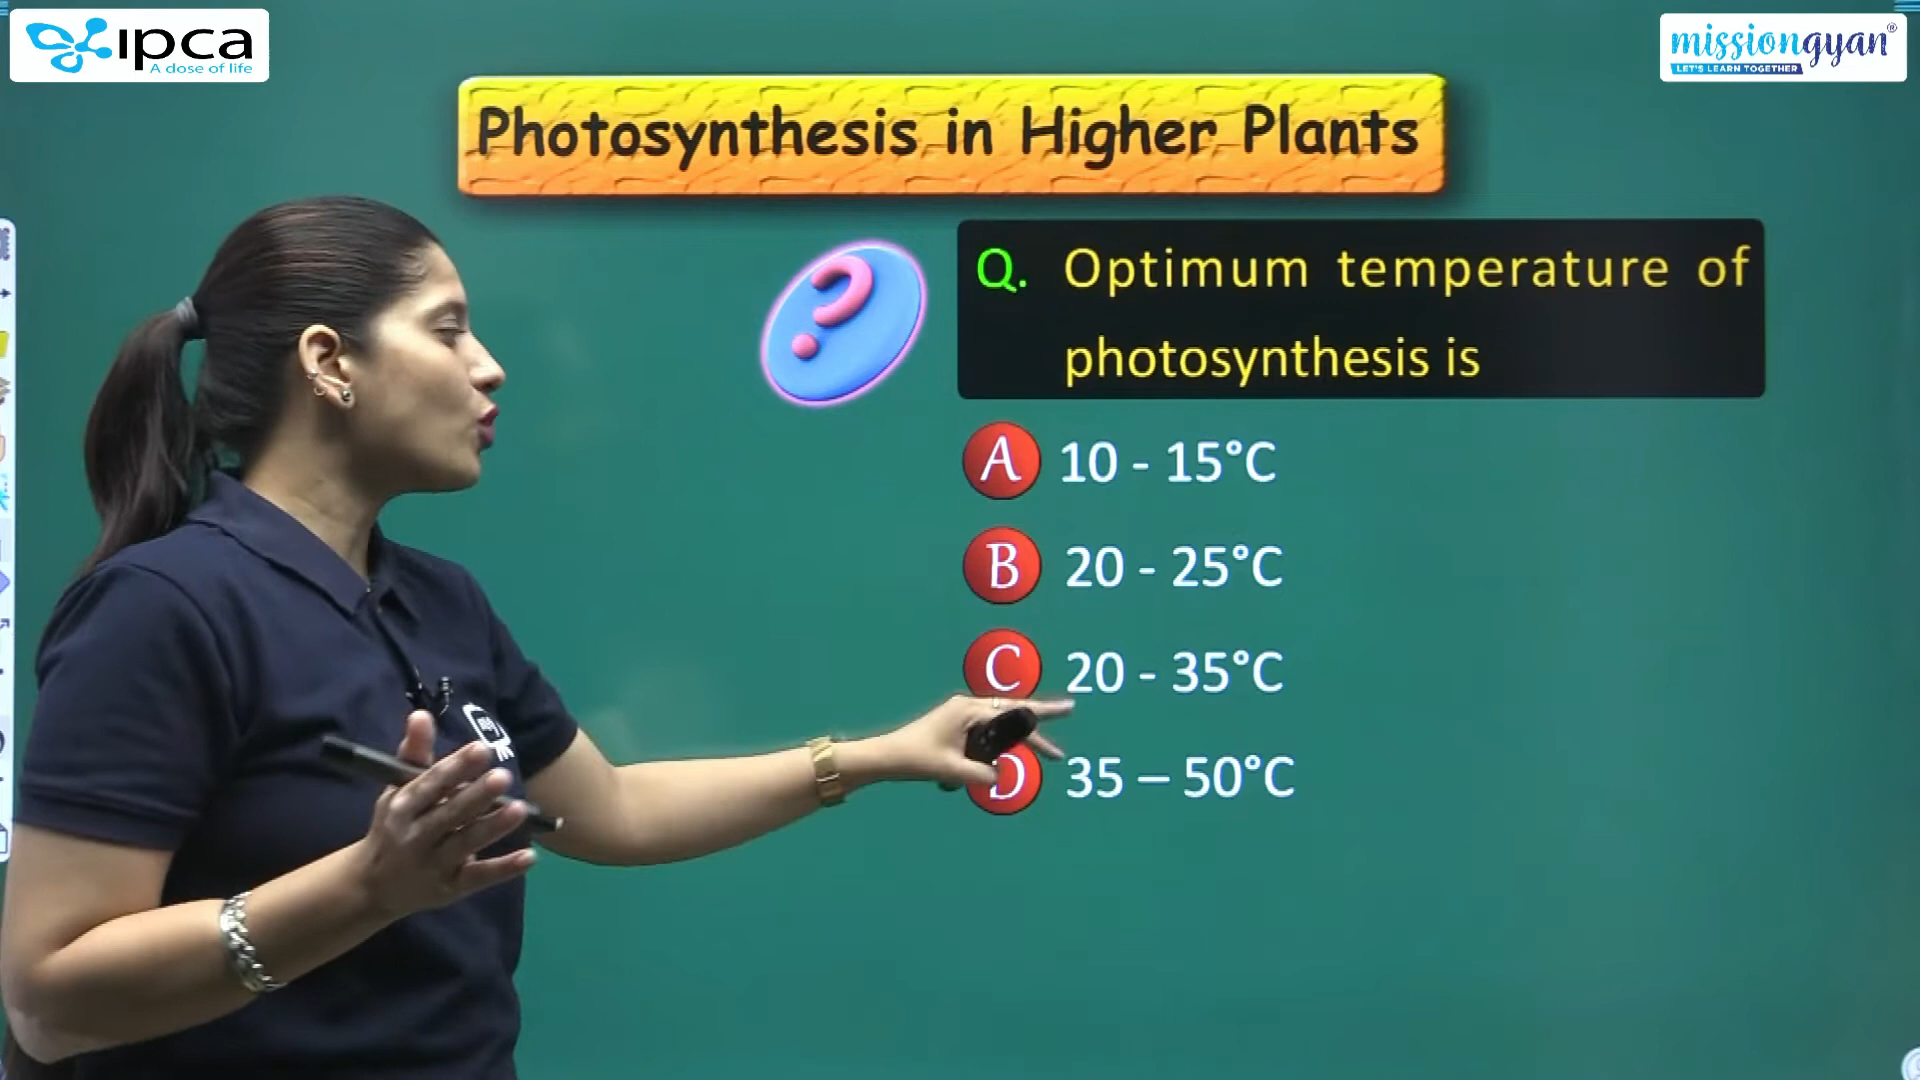 ipca
A dose of life
missiongyan®
LET'S LEARN TOGETHER
Photosynthesis in Higher Plants
?
Q. Optimum temperature of
photosynthesis is
A 10 - 15°C
B 20 - 25°C
C 20 - 35°C
D 35 – 50°C